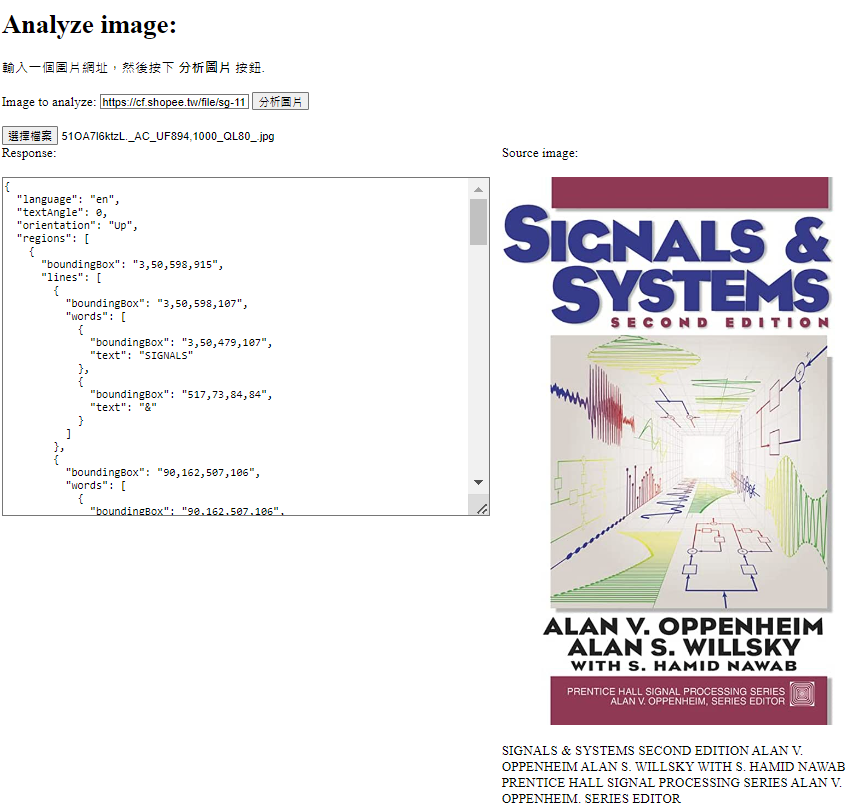 Analyze image:
輸入一個圖片網址，然後按下 分析圖片 按鈕.
Image to analyze: https://cf.shopee.tw/file/sg-11 分析圖片
選擇檔案 51OA7l6ktzL._AC_UF894,1000_QL80_.jpg
Response:
{
"language": "en",
"textAngle": 0,
"orientation": "Up",
"regions": [
{
"boundingBox": "3,50,598,915",
"lines": [
{
"boundingBox": "3,50,598,107",
"words": [
{
"boundingBox": "3,50,479,107",
"text": "SIGNALS"
},
{
"boundingBox": "517,73,84,84",
"text": "&"
}
]
},
{
"boundingBox": "90,162,507,106",
"words": [
{
"boundingBox": "90,162,507,106",
Source image:
SIGNALS &
SYSTEMS
SECOND EDITION
ALAN V. OPPENHEIM
ALAN S. WILLSKY
WITH S. HAMID NAWAB
PRENTICE HALL SIGNAL PROCESSING SERIES
ALAN V. OPPENHEIM, SERIES EDITOR
SIGNALS & SYSTEMS SECOND EDITION ALAN V.
OPPENHEIM ALAN S. WILLSKY WITH S. HAMID NAWAB
PRENTICE HALL SIGNAL PROCESSING SERIES ALAN V.
OPPENHEIM. SERIES EDITOR